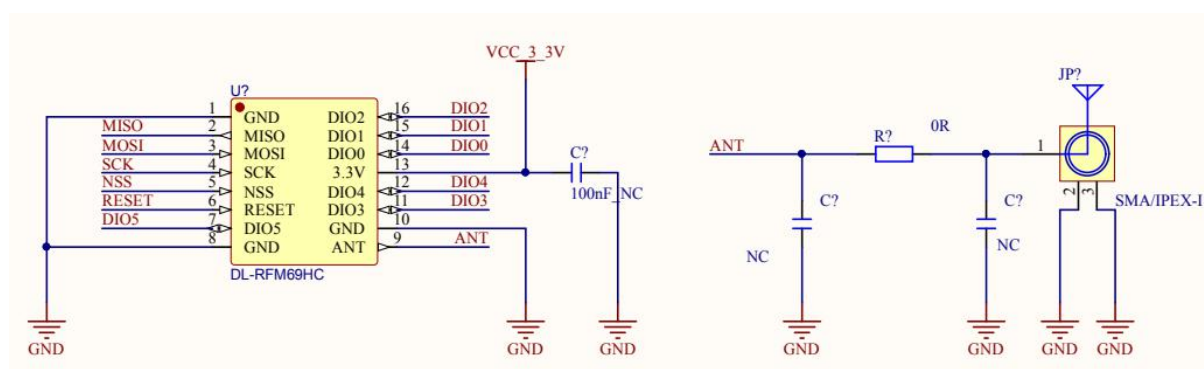 VCC_3_3V
U?
1 GND DIO2 16 DIO2
MISO 2 MISO DIO1 15 DIO1
MOSI 3 MOSI DIO0 14 DIO0
SCK 4 SCK 3.3V 13
NSS 5 NSS DIO4 12 DIO4
RESET 6 RESET DIO3 11 DIO3
DIO5 7 DIO5 GND 10
8 GND ANT 9 ANT
DL-RFM69HC
C?
100nF_NC
GND
GND
GND
ANT
R?
0R
C?
NC
C?
NC
JP?
1
2
3
SMA/IPEX-I
GND
GND
GND
GND